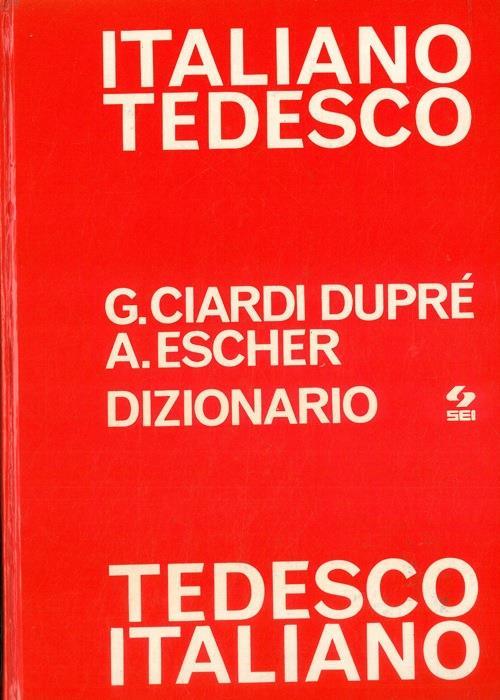 ITALIANO
TEDESCO
G.CIARDI DUPRÉ
A.ESCHER
DIZIONARIO
SEI
TEDESCO
ITALIANO